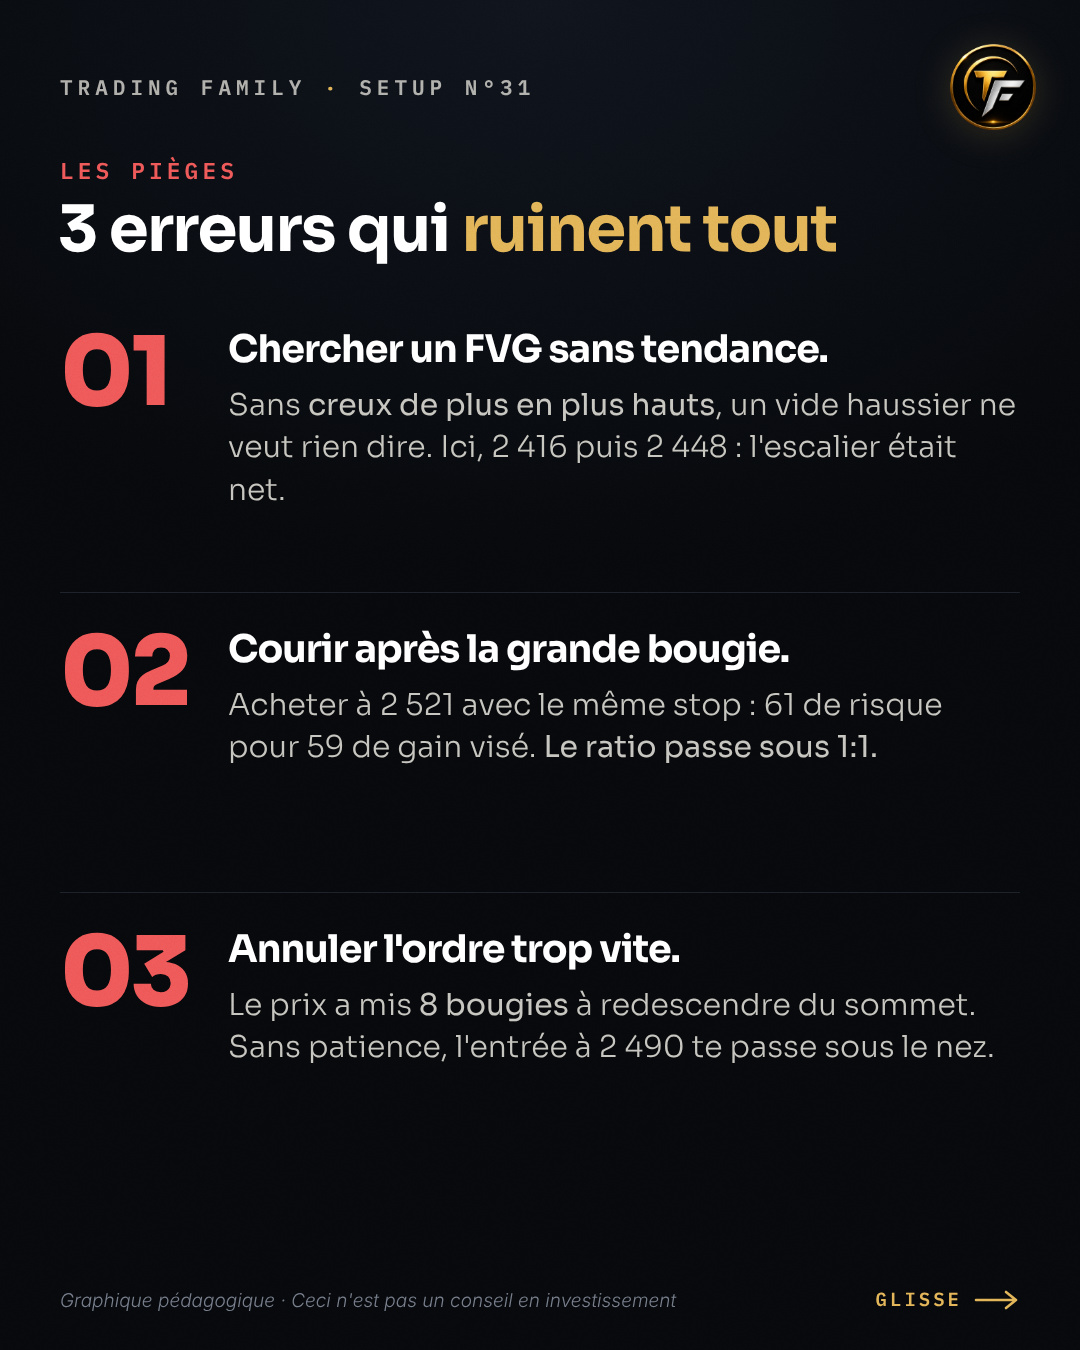 TRADING FAMILY · SETUP N°31
TF
LES PIÈGES
3 erreurs qui ruinent tout
01
Chercher un FVG sans tendance.
Sans creux de plus en plus hauts, un vide haussier ne
veut rien dire. Ici, 2 416 puis 2 448 : l'escalier était
net.
02
Courir après la grande bougie.
Acheter à 2 521 avec le même stop : 61 de risque
pour 59 de gain visé. Le ratio passe sous 1:1.
03
Annuler l'ordre trop vite.
Le prix a mis 8 bougies à redescendre du sommet.
Sans patience, l'entrée à 2 490 te passe sous le nez.
Graphique pédagogique · Ceci n'est pas un conseil en investissement
GLISSE →